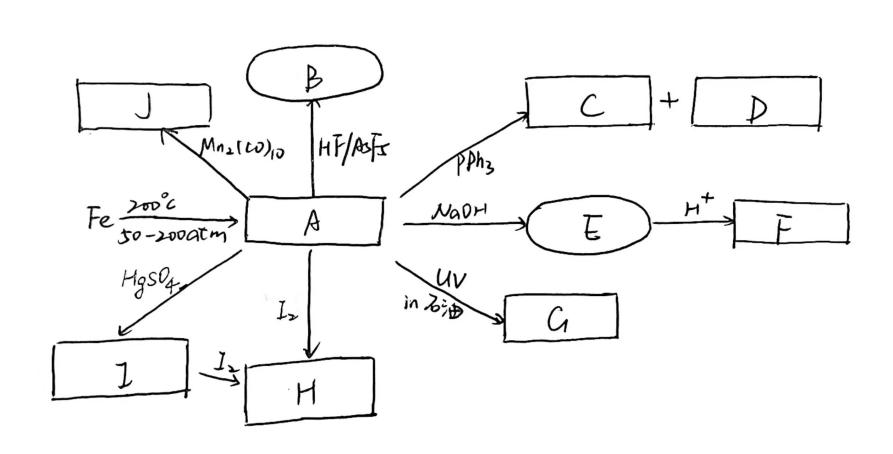 B
J
C + D
Mn₂(CO)₁₀
HF/AsF₅
PPh₃
Fe
200°C
50-200atm
A
NaOH
E
H⁺
F
HgSO₄
UV
in 石油
I₂
G
I
I₂
H